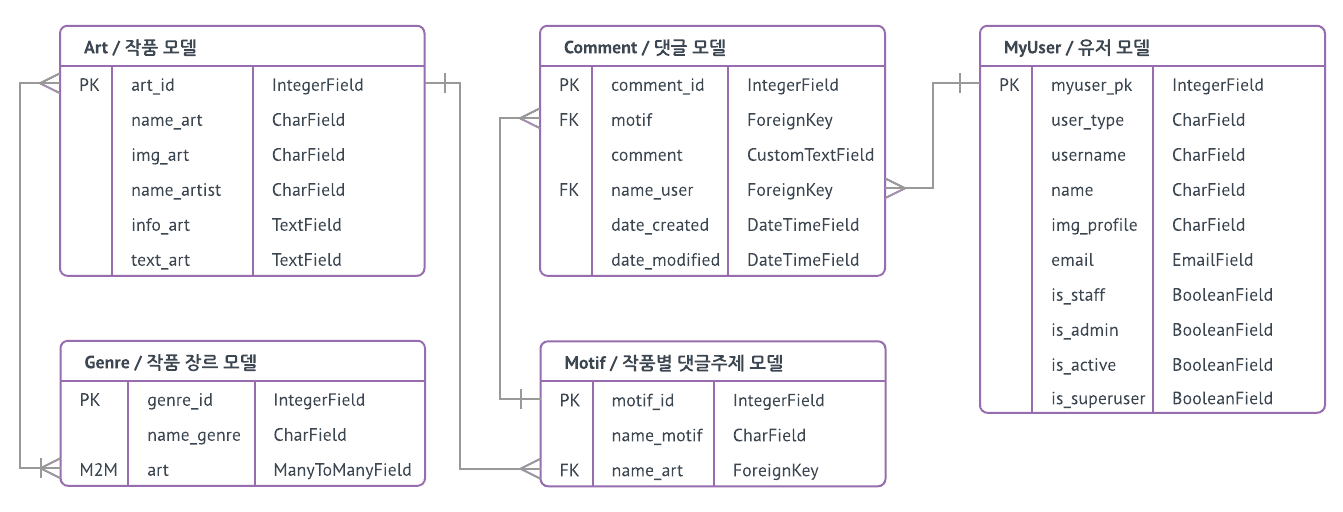 Art / 작품 모델
PK art_id IntegerField
name_art CharField
img_art CharField
name_artist CharField
info_art TextField
text_art TextField
Comment / 댓글 모델
PK comment_id IntegerField
FK motif ForeignKey
comment CustomTextField
FK name_user ForeignKey
date_created DateTimeField
date_modified DateTimeField
MyUser / 유저 모델
PK myuser_pk IntegerField
user_type CharField
username CharField
name CharField
img_profile CharField
email EmailField
is_staff BooleanField
is_admin BooleanField
is_active BooleanField
is_superuser BooleanField
Genre / 작품 장르 모델
PK genre_id IntegerField
name_genre CharField
M2M art ManyToManyField
Motif / 작품별 댓글주제 모델
PK motif_id IntegerField
name_motif CharField
FK name_art ForeignKey